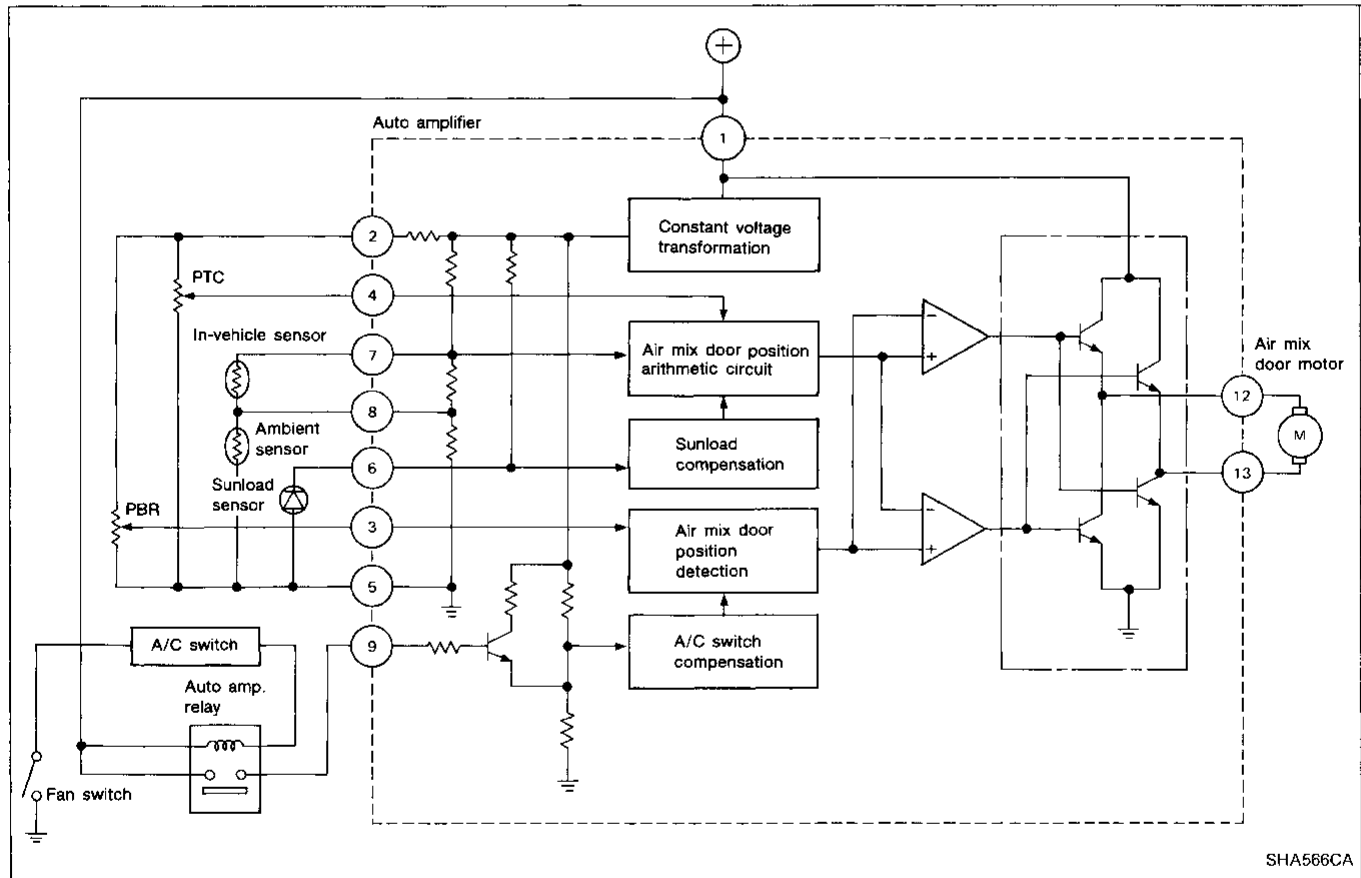 +
Auto amplifier
1
2
Constant voltage
transformation
PTC
4
In-vehicle sensor
7
Air mix door position
arithmetic circuit
Air mix
door motor
12
8
M
Ambient
sensor
6
Sunload
compensation
13
Sunload
sensor
PBR
3
Air mix door
position
detection
5
A/C switch
9
A/C switch
compensation
Auto amp.
relay
Fan switch
- + - +
SHA566CA